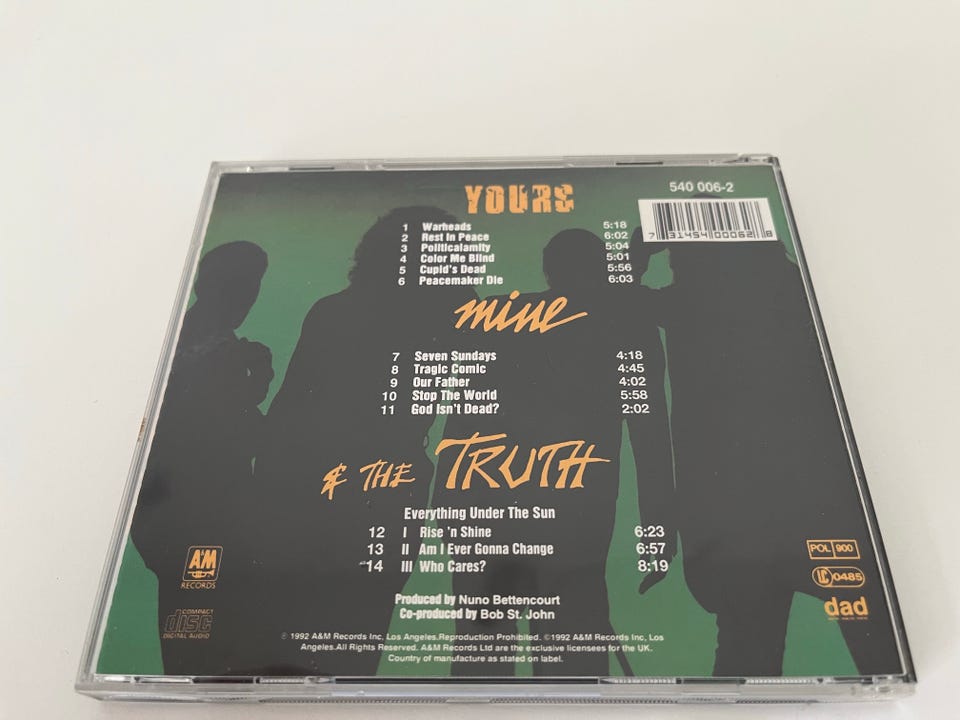 YOURS
540 006-2
1 Warheads 5:18
2 Rest In Peace 6:02
3 Politicalamity 5:04
4 Color Me Blind 5:01
5 Cupid's Dead 5:56
6 Peacemaker Die 6:03
7 31454 00062 8
mine
7 Seven Sundays 4:18
8 Tragic Comic 4:45
9 Our Father 4:02
10 Stop The World 5:58
11 God Isn't Dead? 2:02
& THE TRUTH
Everything Under The Sun
12 I Rise 'n Shine 6:23
13 II Am I Ever Gonna Change 6:57
14 III Who Cares? 8:19
A&M
RECORDS
POL 900
LC 0485
dad
COMPACT
disc
DIGITAL AUDIO
Produced by Nuno Bettencourt
Co-produced by Bob St. John
℗ 1992 A&M Records Inc, Los Angeles.Reproduction Prohibited. ©1992 A&M Records Inc, Los
Angeles.All Rights Reserved. A&M Records Ltd are the exclusive licensees for the UK.
Country of manufacture as stated on label.